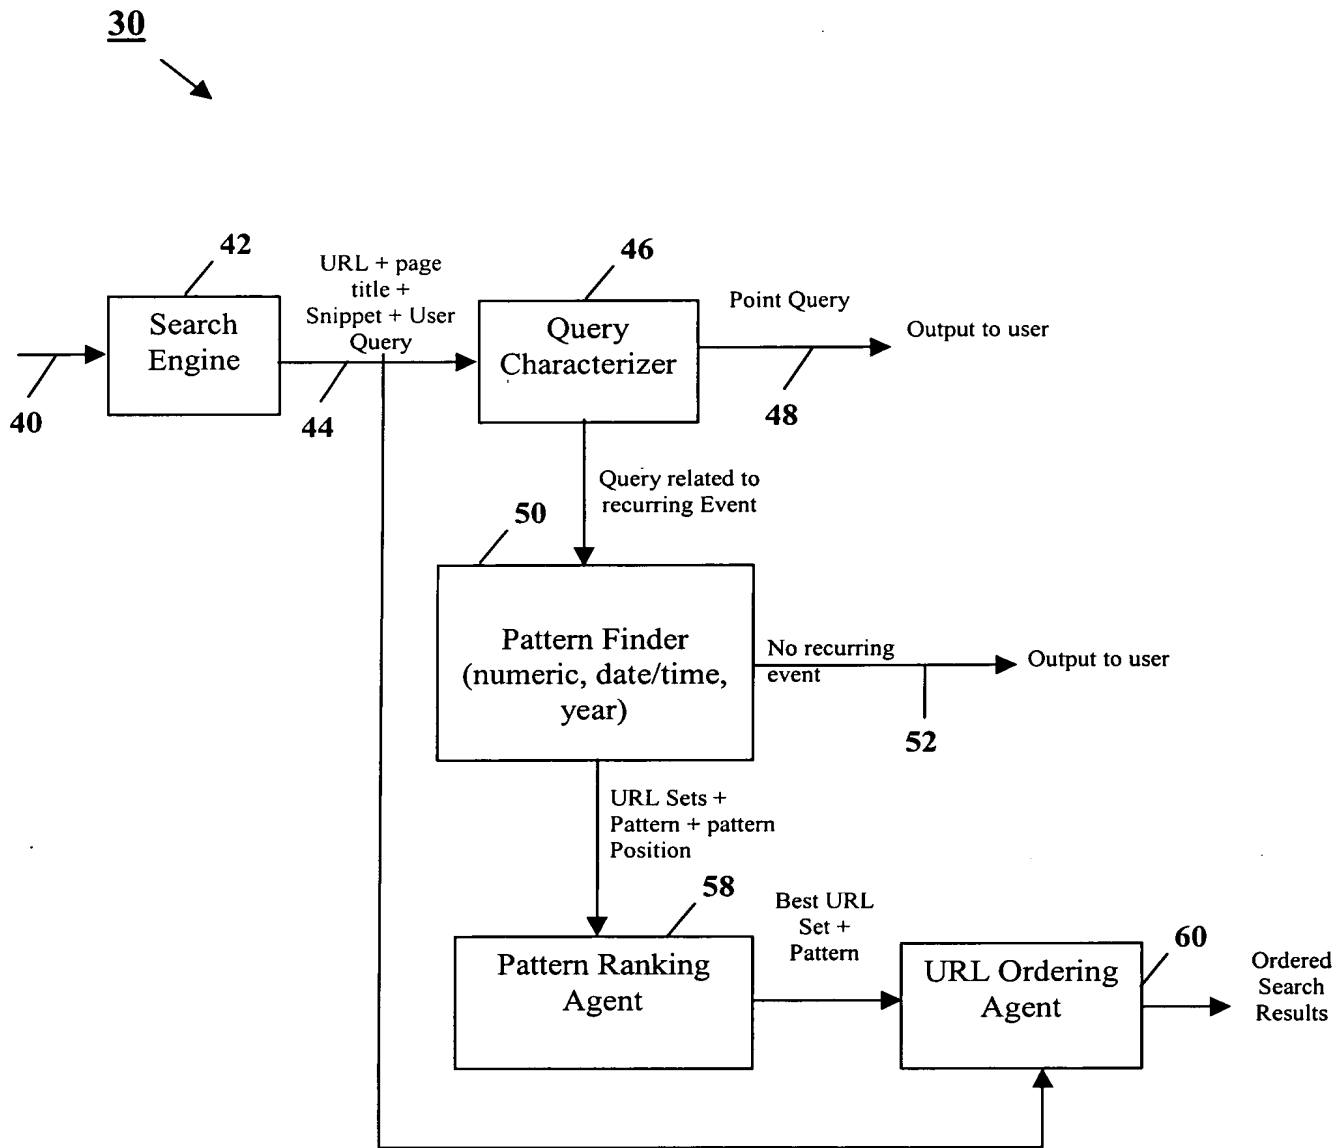 30
42
46
URL + page
title +
Snippet + User
Query
Point Query
Search
Engine
Query
Characterizer
Output to user
40
44
48
Query related to
recurring Event
50
Pattern Finder
(numeric, date/time,
year)
No recurring
event
Output to user
52
URL Sets +
Pattern + pattern
Position
58
Best URL
Set +
Pattern
60
Pattern Ranking
Agent
URL Ordering
Agent
Ordered
Search
Results